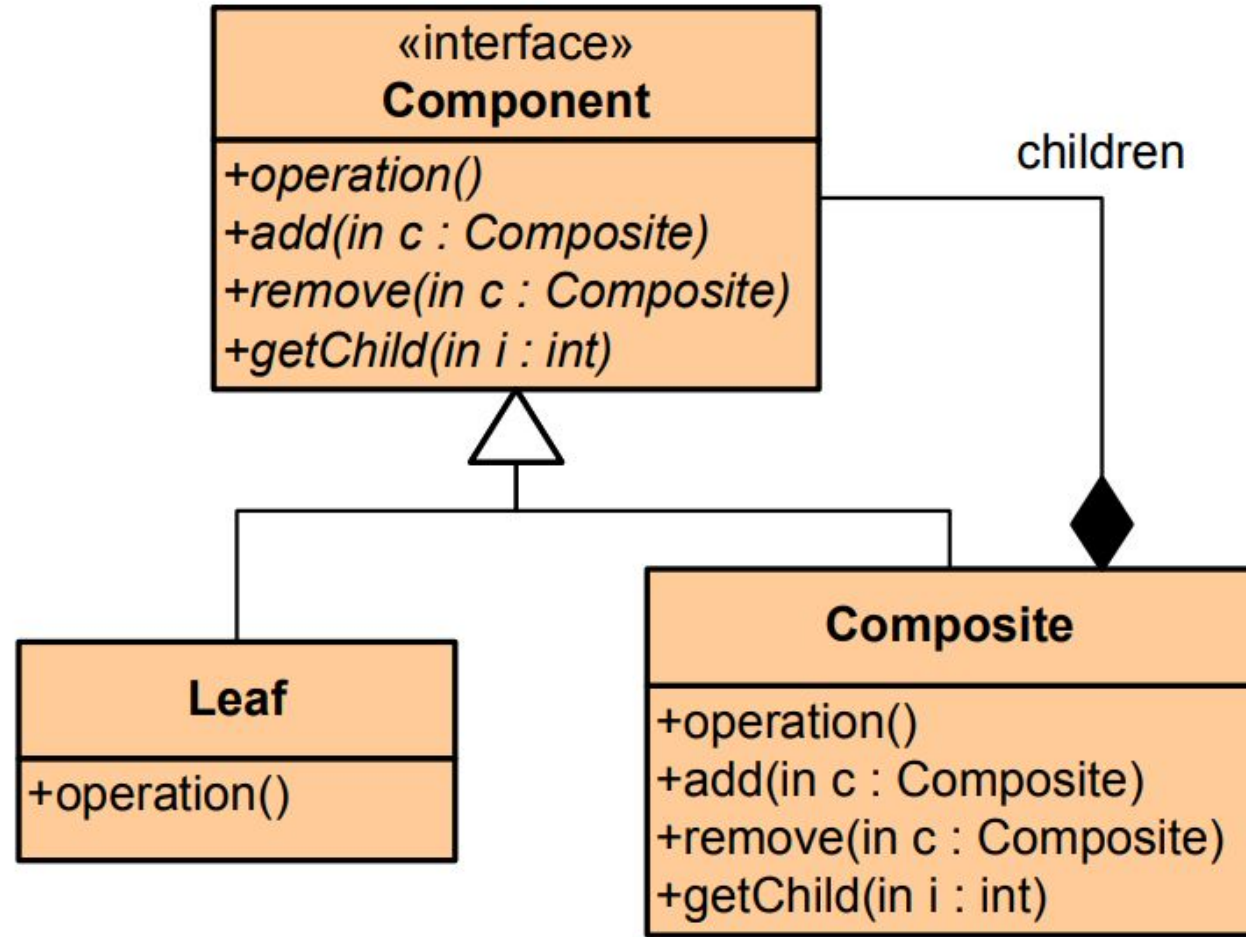 «interface»
Component
+operation()
+add(in c : Composite)
+remove(in c : Composite)
+getChild(in i : int)
children
Leaf
+operation()
Composite
+operation()
+add(in c : Composite)
+remove(in c : Composite)
+getChild(in i : int)